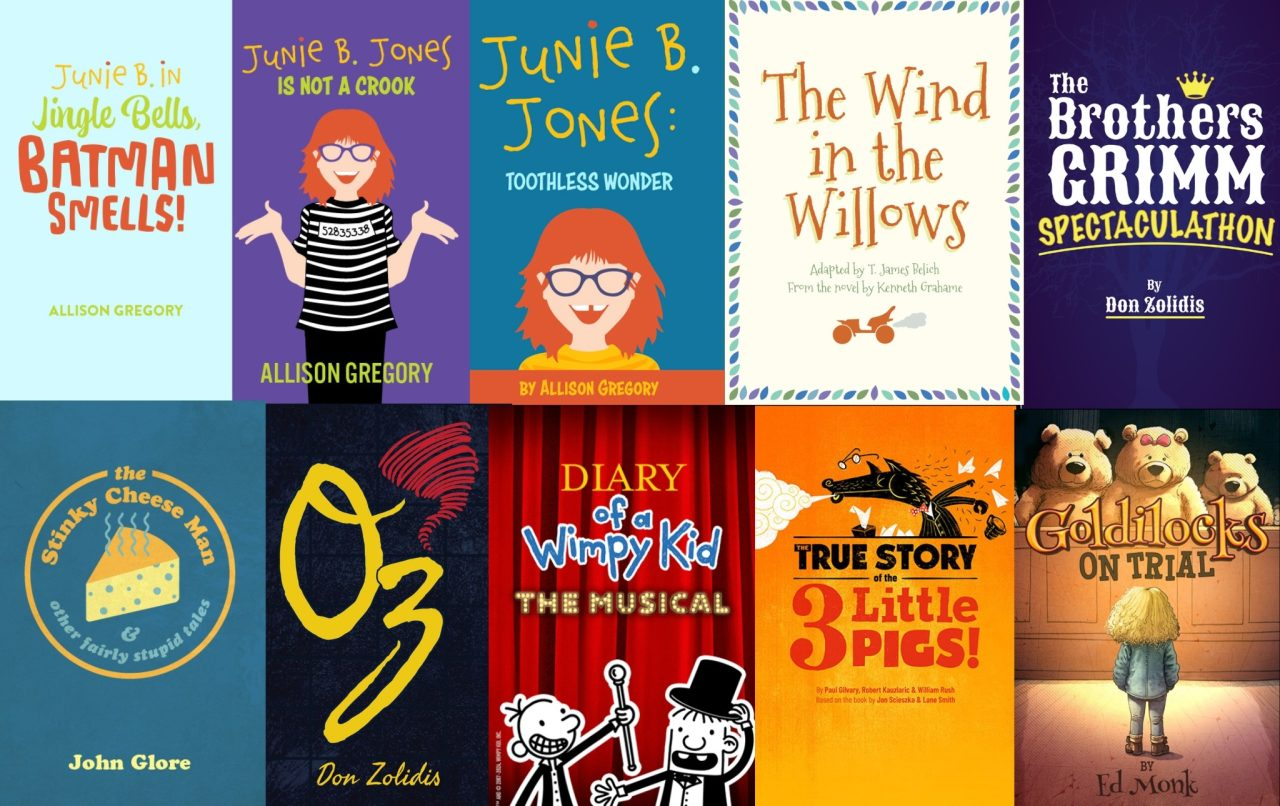 Junie B. in
Jingle Bells,
BATMAN
SMELLS!
ALLISON GREGORY
Junie B. Jones
IS NOT A CROOK
52835338
ALLISON GREGORY
Junie B.
Jones:
TOOTHLESS WONDER
BY ALLISON GREGORY
The Wind
in the
Willows
Adapted by T. James Belich
From the novel by Kenneth Grahame
The
Brothers
GRIMM
SPECTACULATHON
By
Don Zolidis
the
Stinky Cheese Man
&
other fairly stupid tales
John Glore
Oz
Don Zolidis
DIARY
of a
Wimpy Kid
THE MUSICAL
THE TRUE STORY
of the
3 Little
PIGS!
By Paul Gilvary, Robert Kauzlaric & William Rush
Based on the book by Jon Scieszka & Lane Smith
Goldilocks
ON TRIAL
BY
Ed Monk